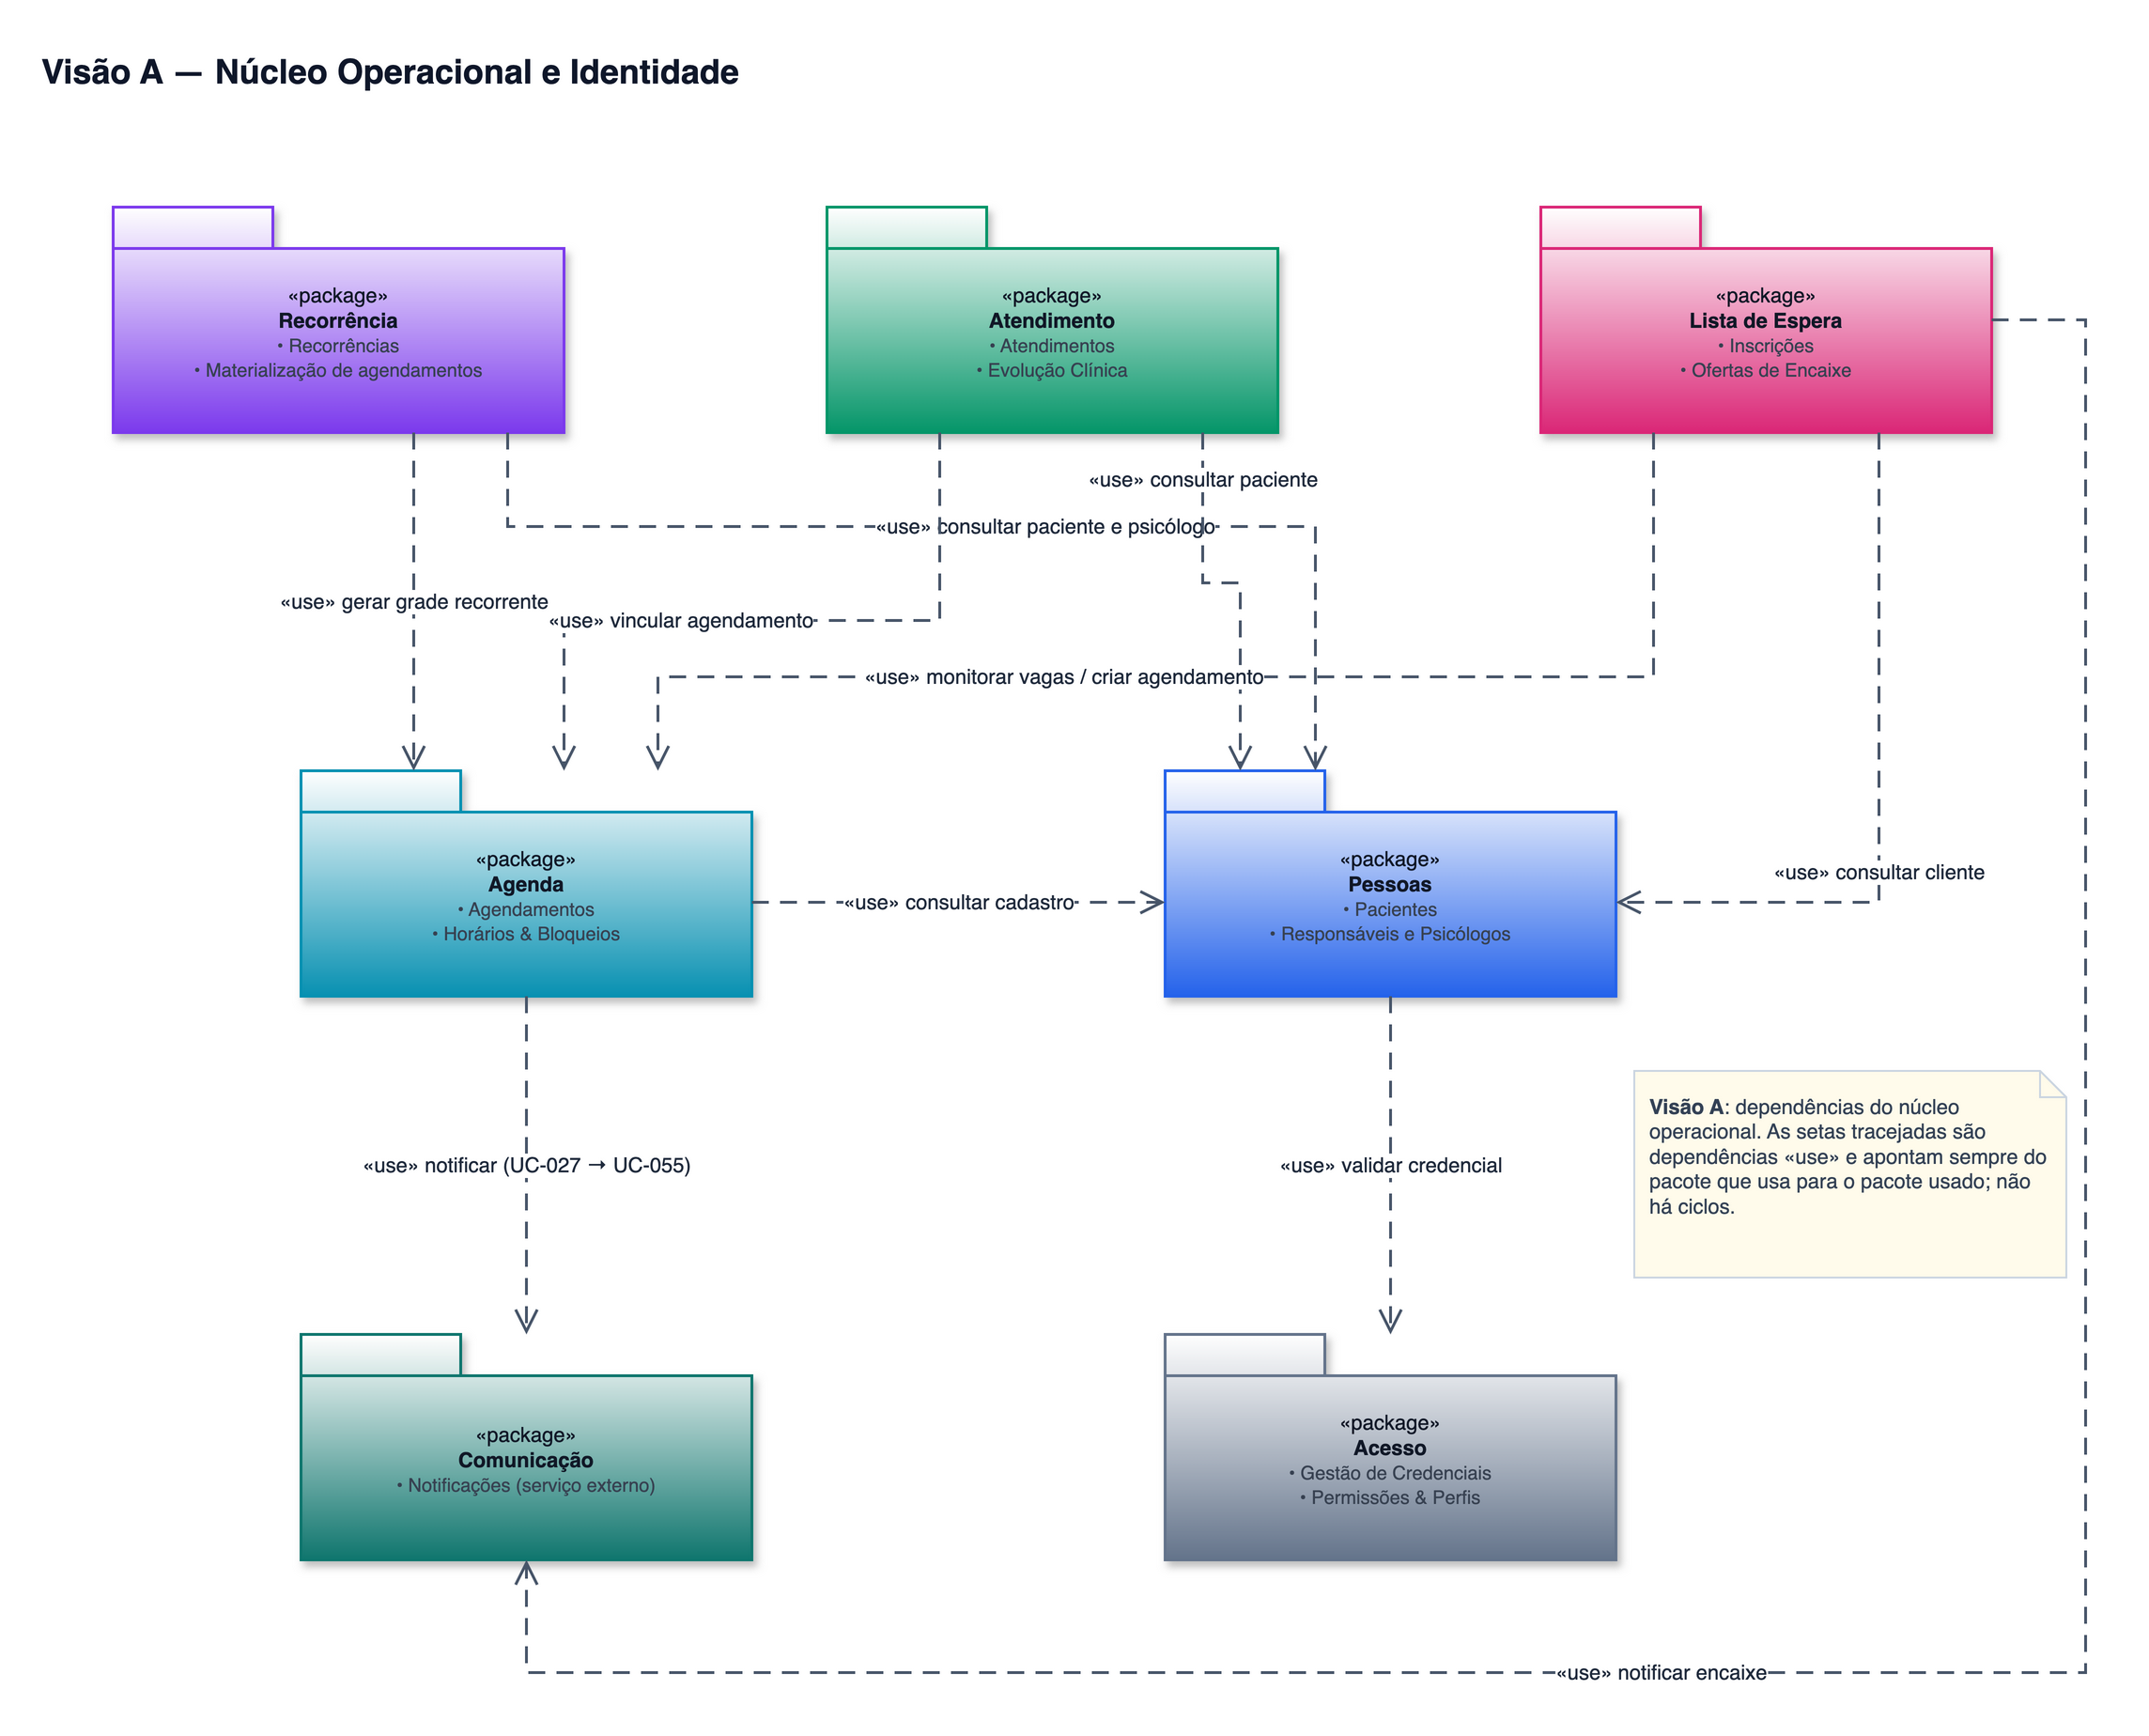 Visão A — Núcleo Operacional e Identidade
«package»
Recorrência
• Recorrências
• Materialização de agendamentos
«package»
Atendimento
• Atendimentos
• Evolução Clínica
«package»
Lista de Espera
• Inscrições
• Ofertas de Encaixe
«use» consultar paciente
«use» consultar paciente e psicólogo
«use» gerar grade recorrente
«use» vincular agendamento
«use» monitorar vagas / criar agendamento
«package»
Agenda
• Agendamentos
• Horários & Bloqueios
«use» consultar cadastro
«package»
Pessoas
• Pacientes
• Responsáveis e Psicólogos
«use» consultar cliente
«use» notificar (UC-027 → UC-055)
«use» validar credencial
Visão A: dependências do núcleo
operacional. As setas tracejadas são
dependências «use» e apontam sempre do
pacote que usa para o pacote usado; não
há ciclos.
«package»
Comunicação
• Notificações (serviço externo)
«package»
Acesso
• Gestão de Credenciais
• Permissões & Perfis
«use» notificar encaixe